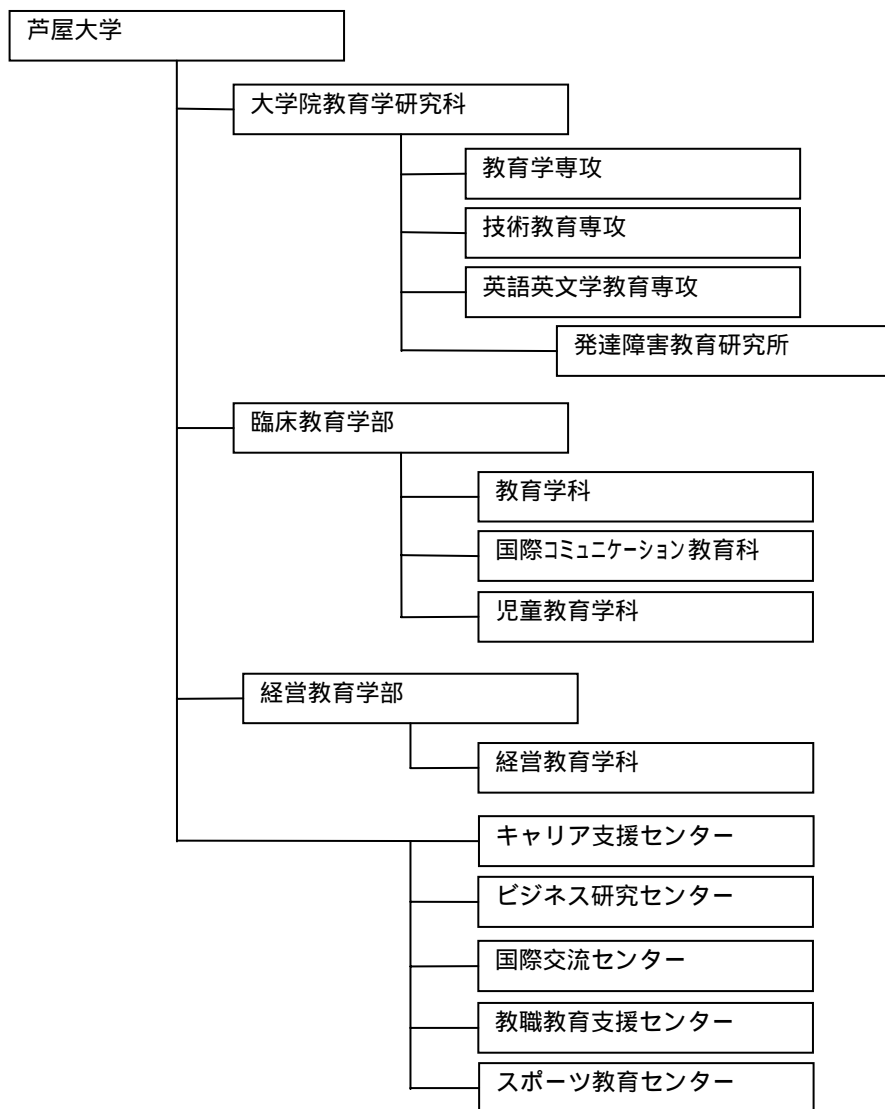 芦屋大学
大学院教育学研究科
教育学専攻
技術教育専攻
英語英文学教育専攻
発達障害教育研究所
臨床教育学部
教育学科
国際ｺﾐｭﾆｹｰｼｮﾝ教育科
児童教育学科
経営教育学部
経営教育学科
キャリア支援センター
ビジネス研究センター
国際交流センター
教職教育支援センター
スポーツ教育センター